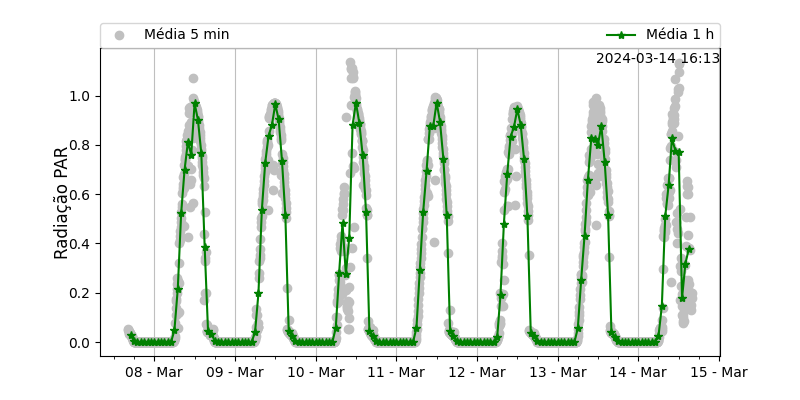 Média 5 min
Média 1 h
2024-03-14 16:13
Radiação PAR
1.0
0.8
0.6
0.4
0.2
0.0
08 - Mar
09 - Mar
10 - Mar
11 - Mar
12 - Mar
13 - Mar
14 - Mar
15 - Mar